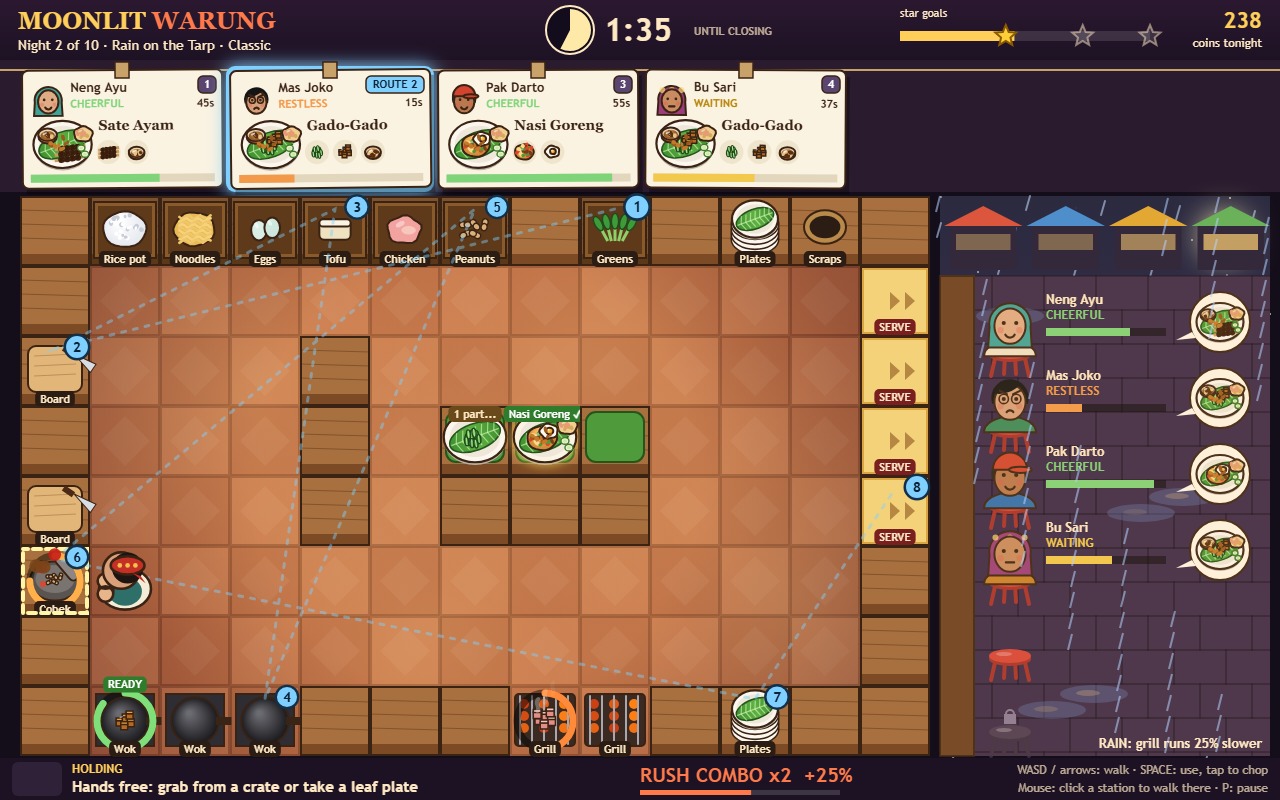 MOONLIT WARUNG
Night 2 of 10 · Rain on the Tarp · Classic
1:35
UNTIL CLOSING
star goals
238
coins tonight
Neng Ayu
1
CHEERFUL
45s
Sate Ayam
Mas Joko
ROUTE 2
RESTLESS
15s
Gado-Gado
Pak Darto
3
CHEERFUL
55s
Nasi Goreng
Bu Sari
4
WAITING
37s
Gado-Gado
3
5
1
Rice pot
Noodles
Eggs
Tofu
Chicken
Peanuts
Greens
Plates
Scraps
SERVE
2
Board
SERVE
1 part...
Nasi Goreng ✓
SERVE
8
Board
SERVE
6
Cobek
READY
4
7
Wok
Wok
Wok
Grill
Grill
Plates
Neng Ayu
CHEERFUL
Mas Joko
RESTLESS
Pak Darto
CHEERFUL
Bu Sari
WAITING
RAIN: grill runs 25% slower
HOLDING
Hands free: grab from a crate or take a leaf plate
RUSH COMBO x2 +25%
WASD / arrows: walk · SPACE: use, tap to chop
Mouse: click a station to walk there · P: pause